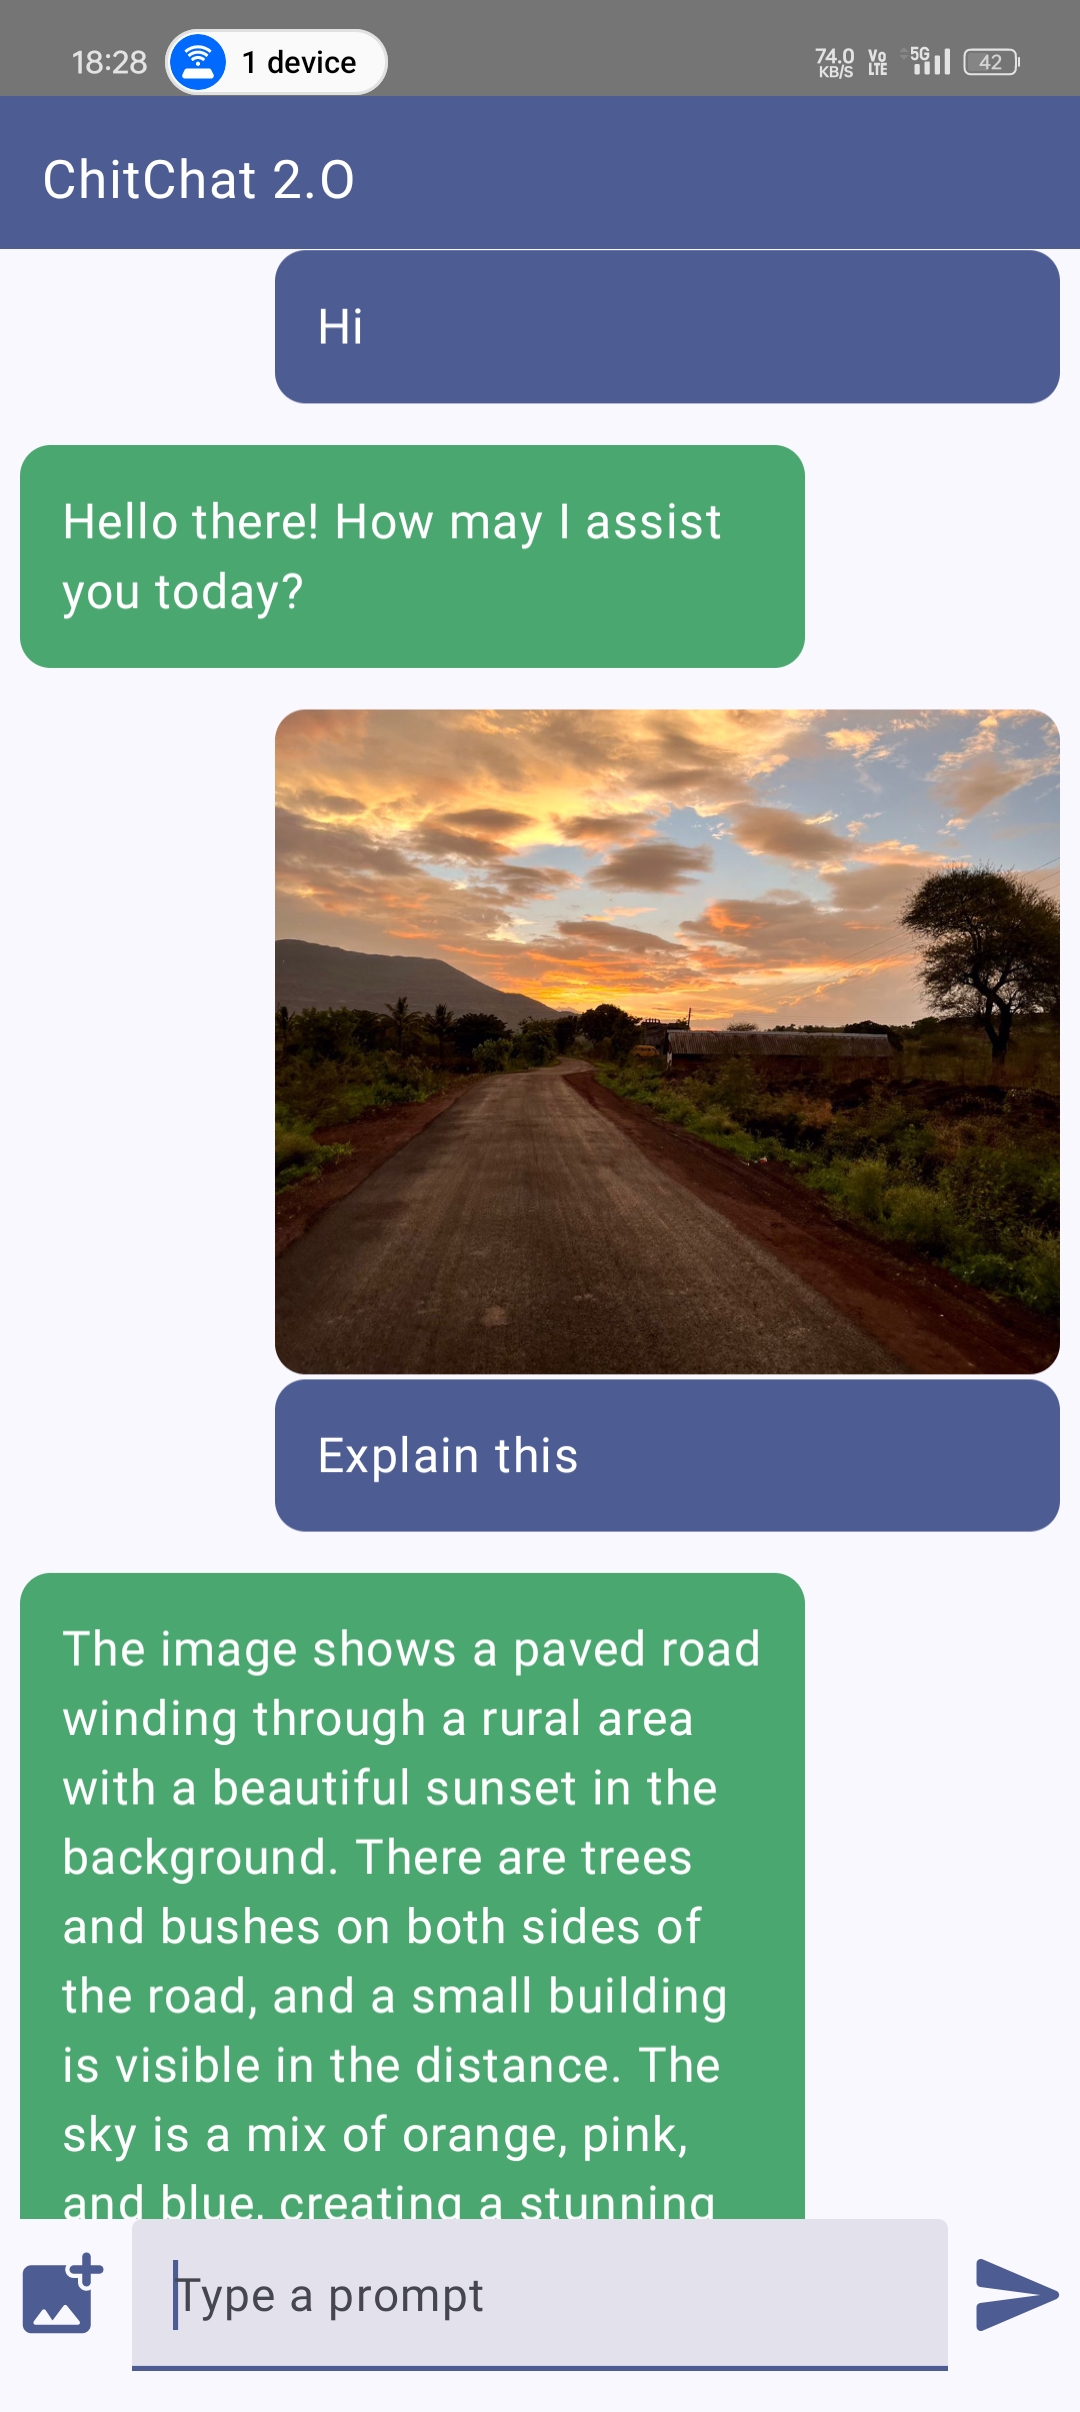 18:28
1 device
74.0
KB/S
Vo
LTE
5G
42
ChitChat 2.O
Hi
Hello there! How may I assist
you today?
Explain this
The image shows a paved road
winding through a rural area
with a beautiful sunset in the
background. There are trees
and bushes on both sides of
the road, and a small building
is visible in the distance. The
sky is a mix of orange, pink,
and blue, creating a stunning
Type a prompt